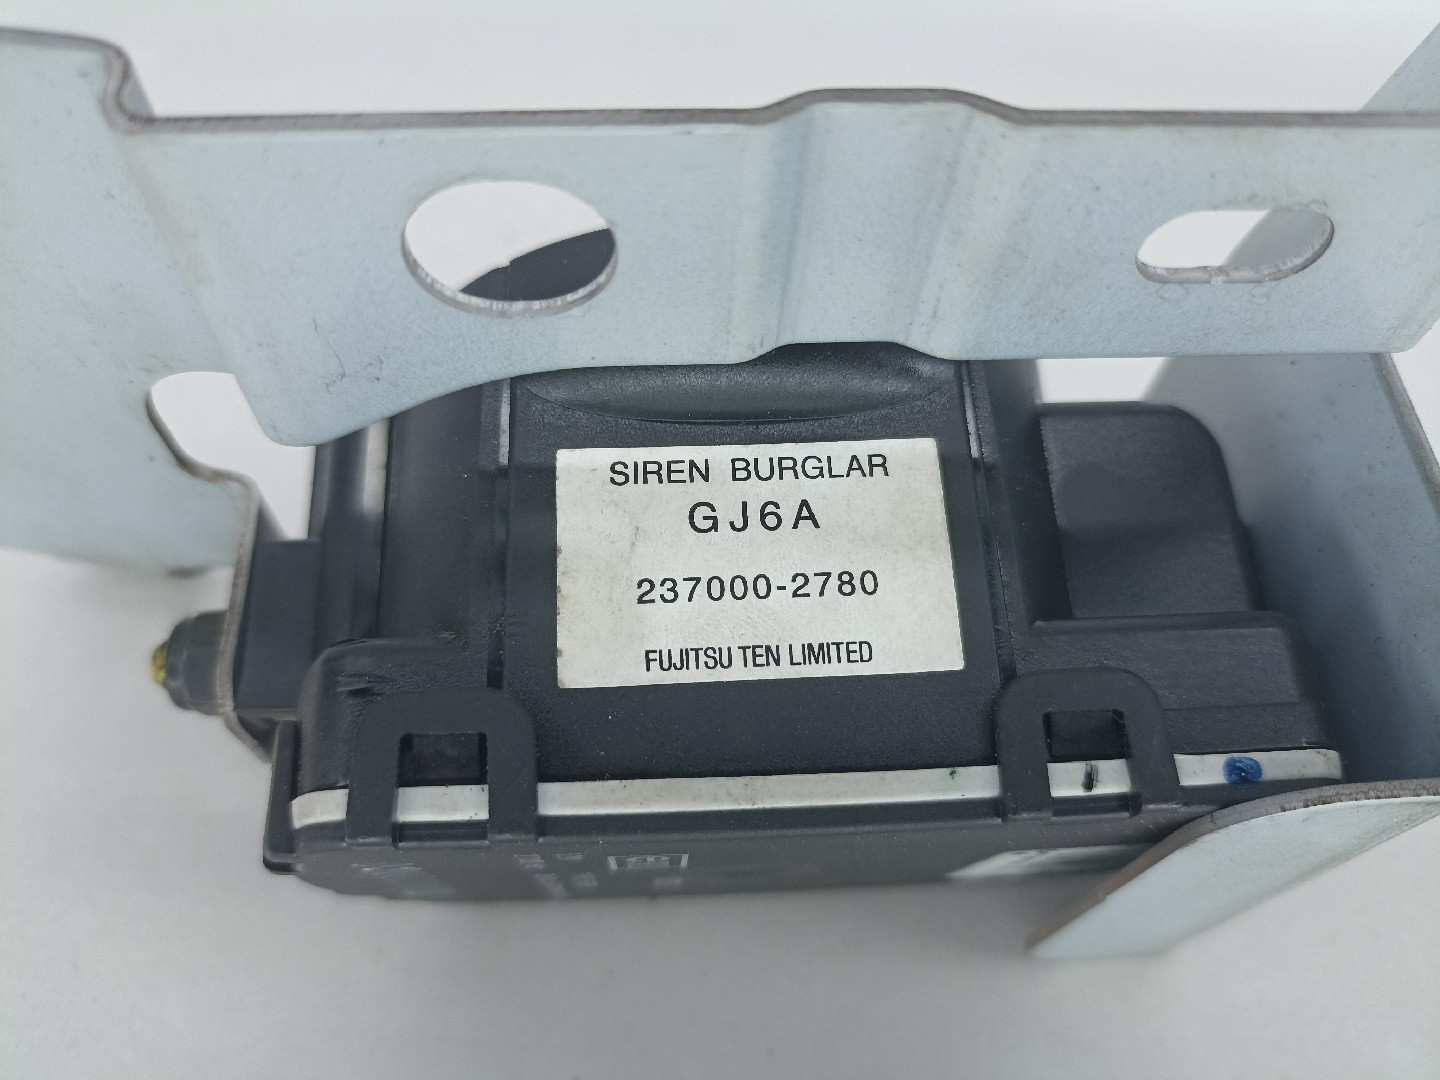 SIREN BURGLAR
GJ6A
237000-2780
FUJITSU TEN LIMITED